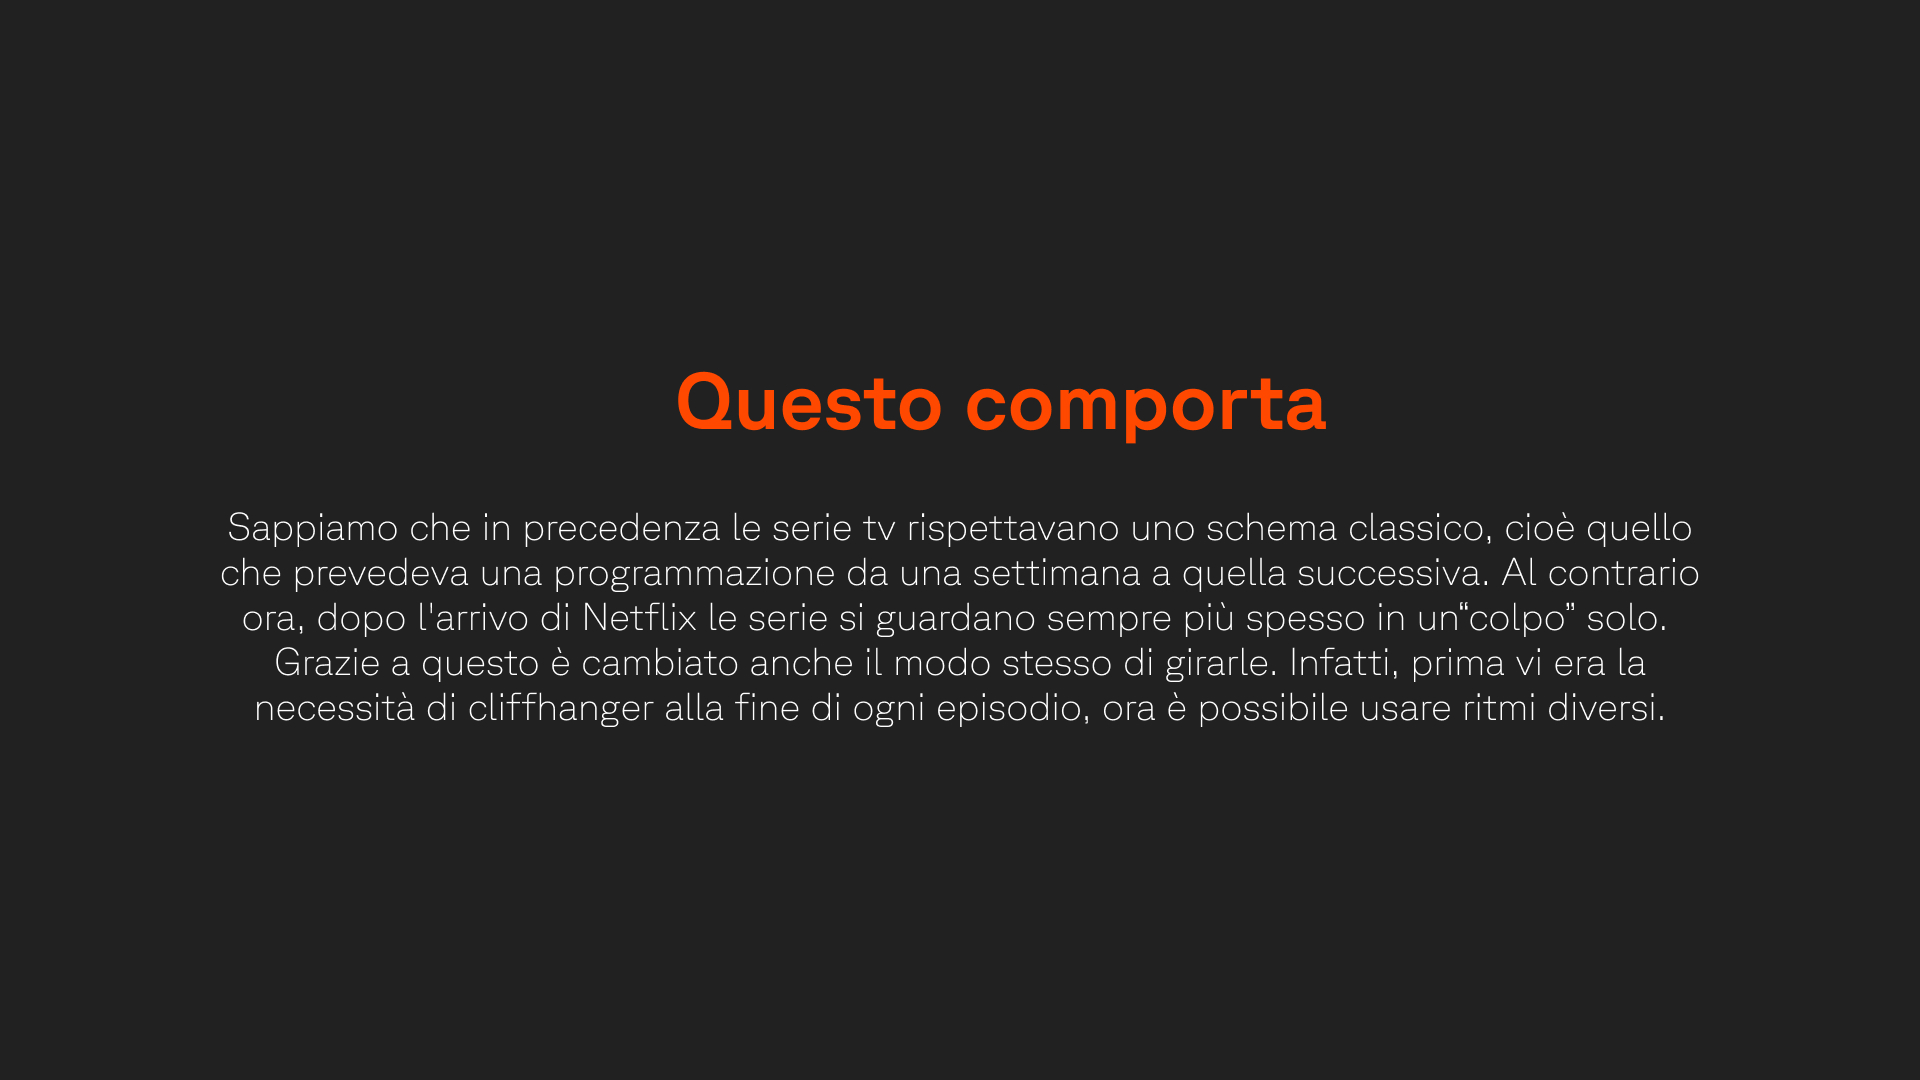 Questo comporta
Sappiamo che in precedenza le serie tv rispettavano uno schema classico, cioè quello
che prevedeva una programmazione da una settimana a quella successiva. Al contrario
ora, dopo l'arrivo di Netflix le serie si guardano sempre più spesso in un“colpo” solo.
Grazie a questo è cambiato anche il modo stesso di girarle. Infatti, prima vi era la
necessità di cliffhanger alla fine di ogni episodio, ora è possibile usare ritmi diversi.